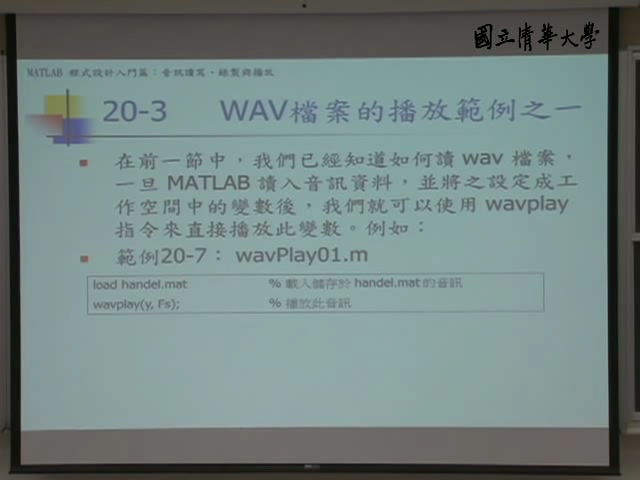 國立清華大學
MATLAB 程式設計入門篇：音訊讀寫、錄製與播放
20-3 WAV檔案的播放範例之一
在前一節中，我們已經知道如何讀 wav 檔案，
一旦 MATLAB 讀入音訊資料，並將之設定成工
作空間中的變數後，我們就可以使用 wavplay
指令來直接播放此變數。例如：
範例20-7： wavPlay01.m
load handel.mat % 載入儲存於 handel.mat 的音訊
wavplay(y, Fs); % 播放此音訊